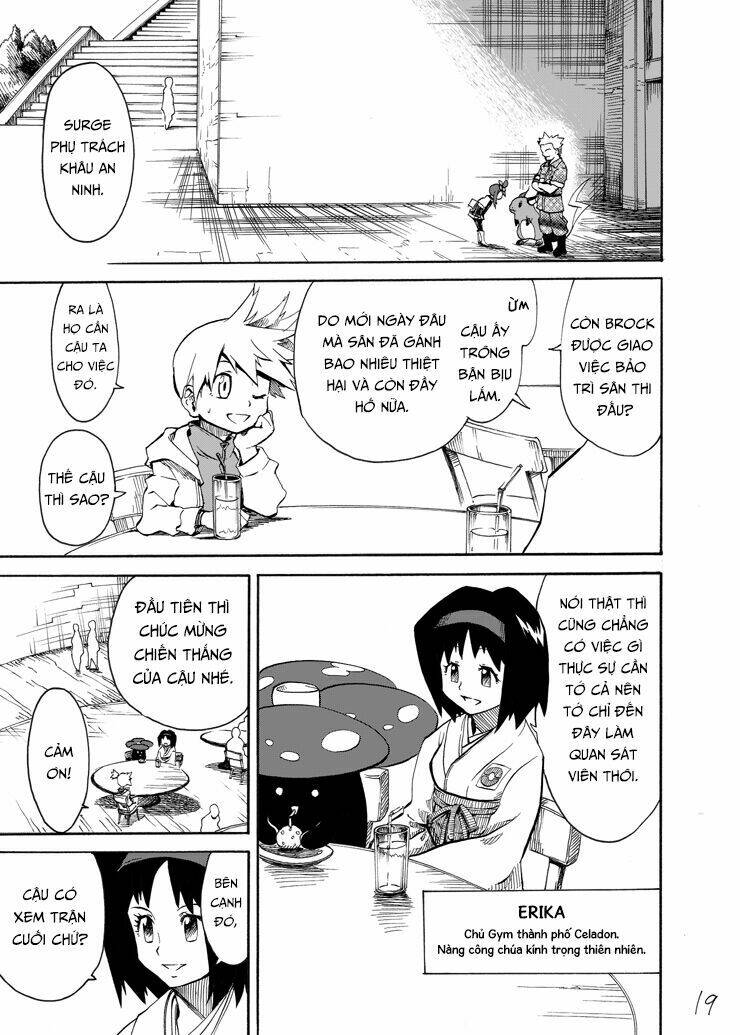 SURGE
PHỤ TRÁCH
KHÂU AN
NINH.
CÒN BROCK
ĐƯỢC GIAO
VIỆC BẢO
TRÌ SÂN THI
ĐẤU?
ỪM
CẬU ẤY
TRÔNG
BẬN BỊU
LẮM.
DO MỚI NGÀY ĐẦU
MÀ SÂN ĐÃ GÁNH
BAO NHIÊU THIỆT
HẠI VÀ CÒN ĐẦY
HỐ NỮA.
RA LÀ
HỌ CẦN
CẬU TA
CHO VIỆC
ĐÓ.
THẾ CẬU
THÌ SAO?
NÓI THẬT THÌ
CŨNG CHẲNG
CÓ VIỆC GÌ
THỰC SỰ CẦN
TỚ CẢ NÊN
TỚ CHỈ ĐẾN
ĐÂY LÀM
QUAN SÁT
VIÊN THÔI.
ERIKA
Chủ Gym thành phố Celadon.
Nàng công chúa kính trọng thiên nhiên.
ĐẦU TIÊN THÌ
CHÚC MỪNG
CHIẾN THẮNG
CỦA CẬU NHÉ.
CẢM
ƠN!
BÊN
CẠNH
ĐÓ,
CẬU CÓ
XEM TRẬN
CUỐI CHỨ?
19